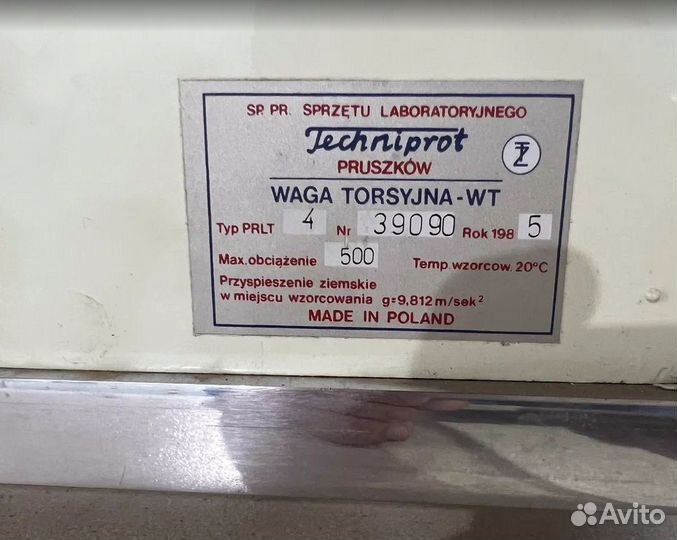 SP. PR. SPRZĘTU LABORATORYJNEGO
Techniprot
PRUSZKÓW
WAGA TORSYJNA-WT
Typ PRLT 4 Nr 39090 Rok 198 5
Max. obciążenie 500 Temp. wzorcow. 20°C
Przyspieszenie ziemskie
w miejscu wzorcowania g=9,812 m/sek²
MADE IN POLAND
Avito